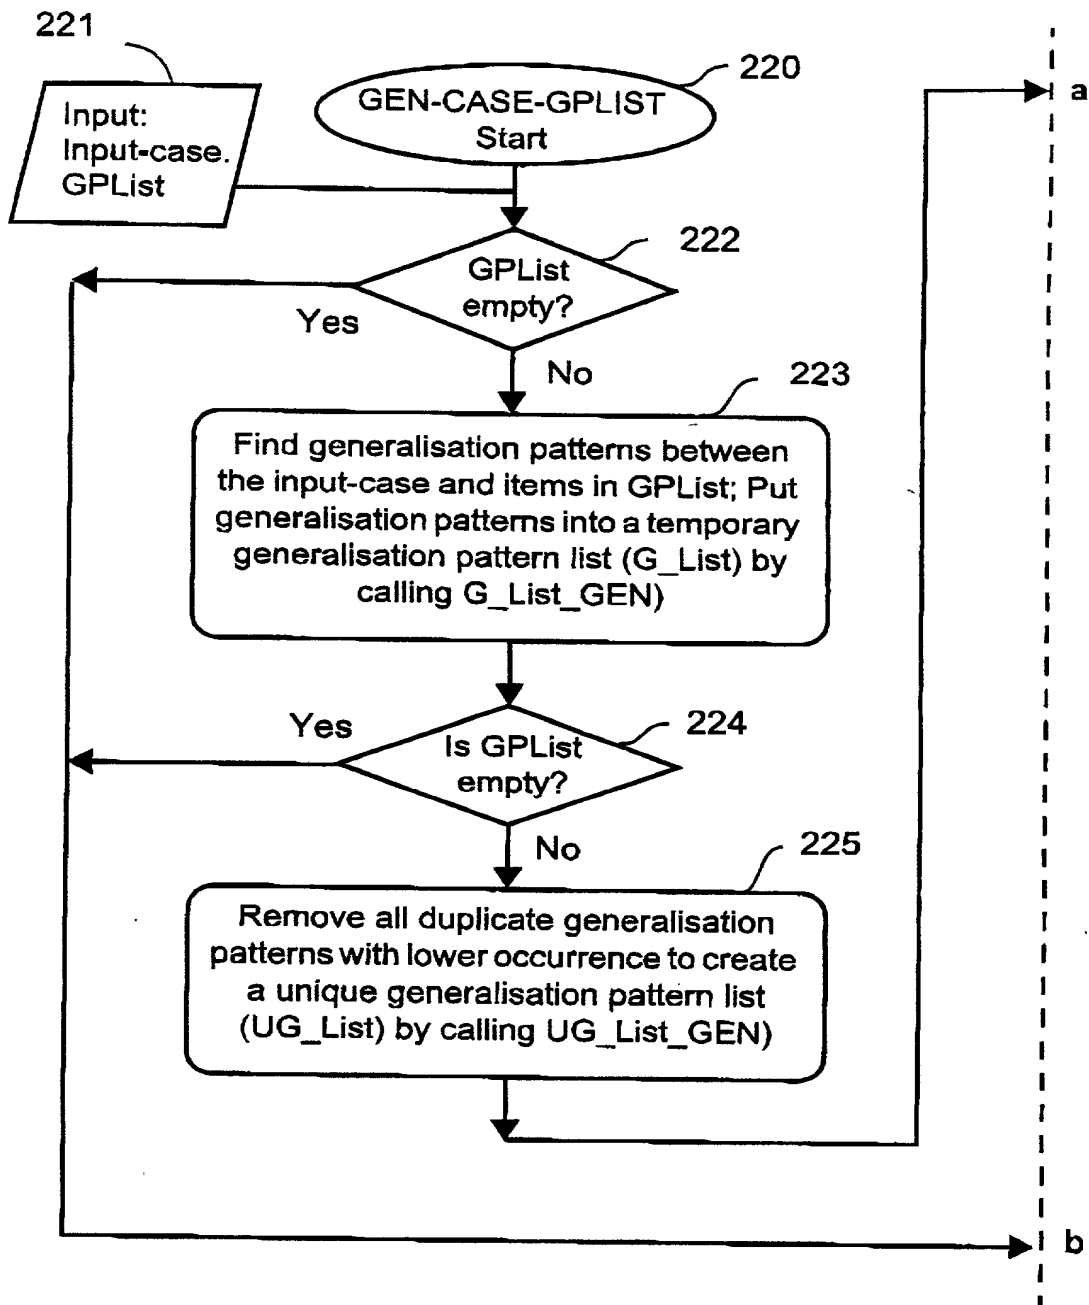 221
220
a
GEN-CASE-GPLIST
Start
Input:
Input-case.
GPList
222
GPList
empty?
Yes
No
223
Find generalisation patterns between
the input-case and items in GPList; Put
generalisation patterns into a temporary
generalisation pattern list (G_List) by
calling G_List_GEN)
Yes
224
Is GPList
empty?
No
225
Remove all duplicate generalisation
patterns with lower occurrence to create
a unique generalisation pattern list
(UG_List) by calling UG_List_GEN)
b